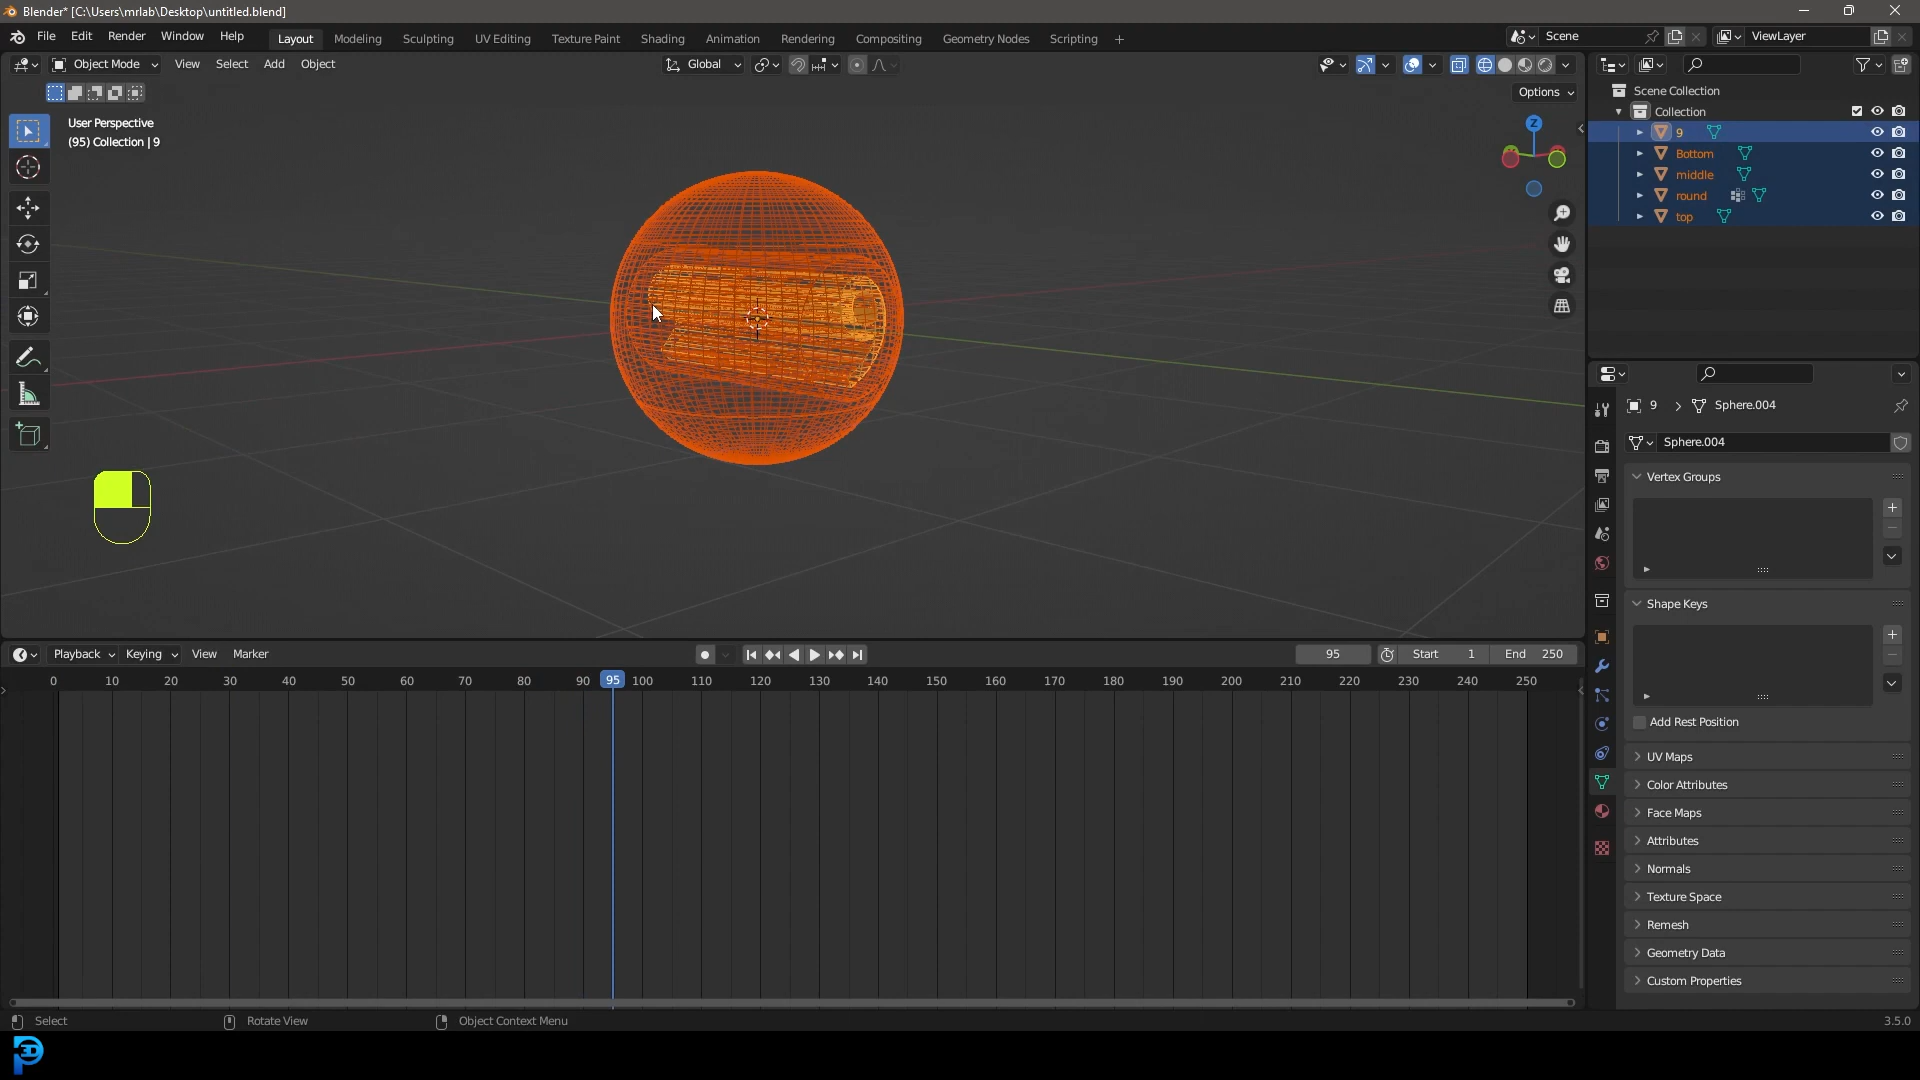 Blender* [C:\Users\mrlab\Desktop\untitled.blend]
File Edit Render Window Help Layout Modeling Sculpting UV Editing Texture Paint Shading Animation Rendering Compositing Geometry Nodes Scripting + Scene ViewLayer
Object Mode View Select Add Object Global
Options
User Perspective
(95) Collection | 9
Z
Scene Collection
Collection
9
Bottom
middle
round
top
9 Sphere.004
Sphere.004
Vertex Groups
Shape Keys
Add Rest Position
UV Maps
Color Attributes
Face Maps
Attributes
Normals
Texture Space
Remesh
Geometry Data
Custom Properties
Playback Keying View Marker 95 Start 1 End 250
0 10 20 30 40 50 60 70 80 90 95 100 110 120 130 140 150 160 170 180 190 200 210 220 230 240 250
Select Rotate View Object Context Menu 3.5.0
3D